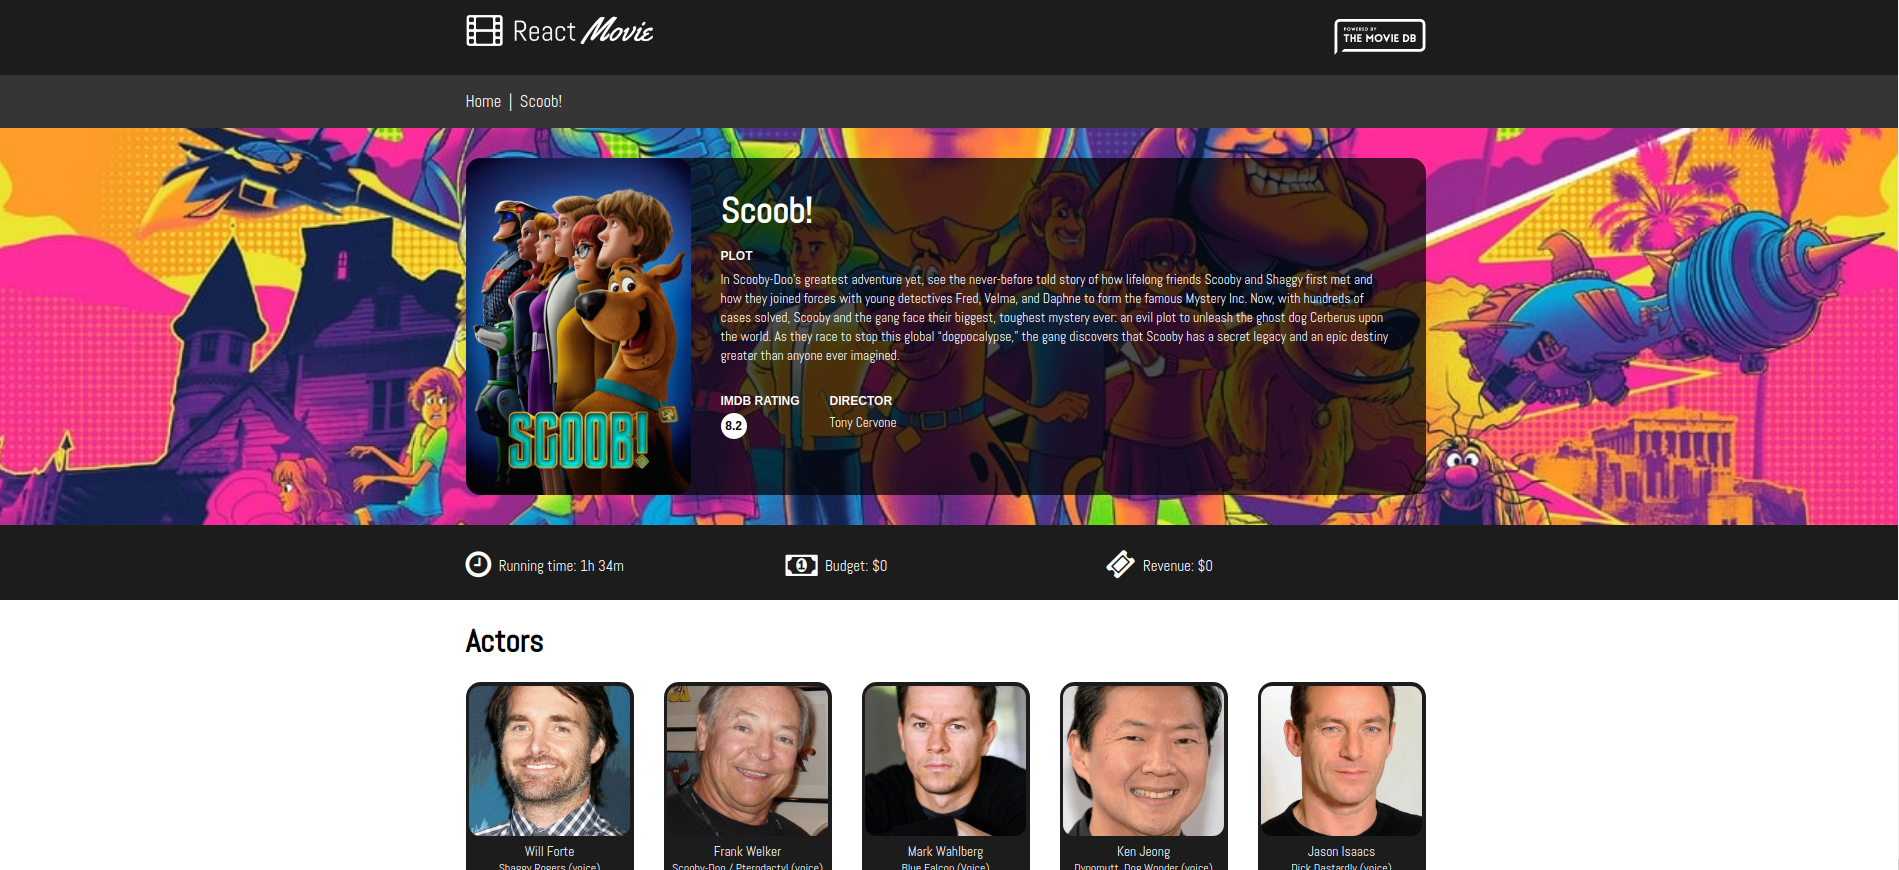 React Movie
POWERED BY
THE MOVIE DB
Home | Scoob!
SCOOB!
Scoob!
PLOT
In Scooby-Doo's greatest adventure yet, see the never-before told story of how lifelong friends Scooby and Shaggy first met and
how they joined forces with young detectives Fred, Velma, and Daphne to form the famous Mystery Inc. Now, with hundreds of
cases solved, Scooby and the gang face their biggest, toughest mystery ever: an evil plot to unleash the ghost dog Cerberus upon
the world. As they race to stop this global “dogpocalypse,” the gang discovers that Scooby has a secret legacy and an epic destiny
greater than anyone ever imagined.
IMDB RATING
8.2
DIRECTOR
Tony Cervone
Running time: 1h 34m
1
Budget: $0
Revenue: $0
Actors
Will Forte
Shaggy Rogers (voice)
Frank Welker
Scooby-Doo / Pterodactyl (voice)
Mark Wahlberg
Blue Falcon (Voice)
Ken Jeong
Dynomutt, Dog Wonder (voice)
Jason Isaacs
Dick Dastardly (voice)